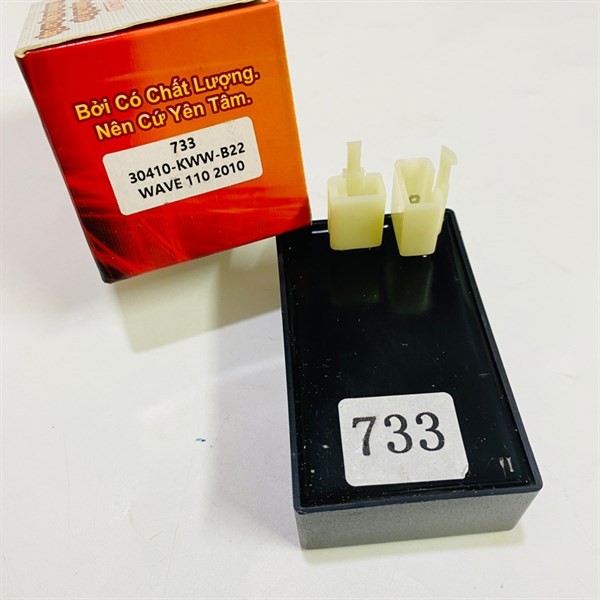 Bởi Có Chất Lượng.
Nên Cứ Yên Tâm.
733
30410-KWW-B22
WAVE 110 2010
733